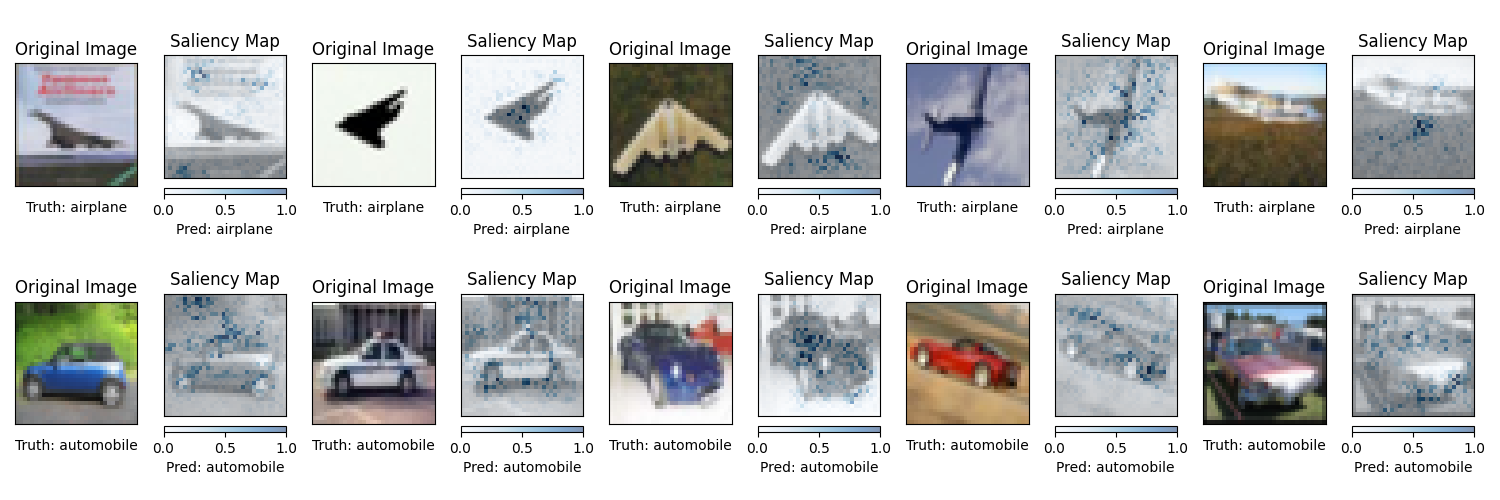 Original Image Saliency Map Original Image Saliency Map Original Image Saliency Map Original Image Saliency Map Original Image Saliency Map
Famous
Airliners
0.0 0.5 1.0 0.0 0.5 1.0 0.0 0.5 1.0 0.0 0.5 1.0 0.0 0.5 1.0
Truth: airplane Truth: airplane Truth: airplane Truth: airplane Truth: airplane
Pred: airplane Pred: airplane Pred: airplane Pred: airplane Pred: airplane
Original Image Saliency Map Original Image Saliency Map Original Image Saliency Map Original Image Saliency Map Original Image Saliency Map
0.0 0.5 1.0 0.0 0.5 1.0 0.0 0.5 1.0 0.0 0.5 1.0 0.0 0.5 1.0
Truth: automobile Truth: automobile Truth: automobile Truth: automobile Truth: automobile
Pred: automobile Pred: automobile Pred: automobile Pred: automobile Pred: automobile